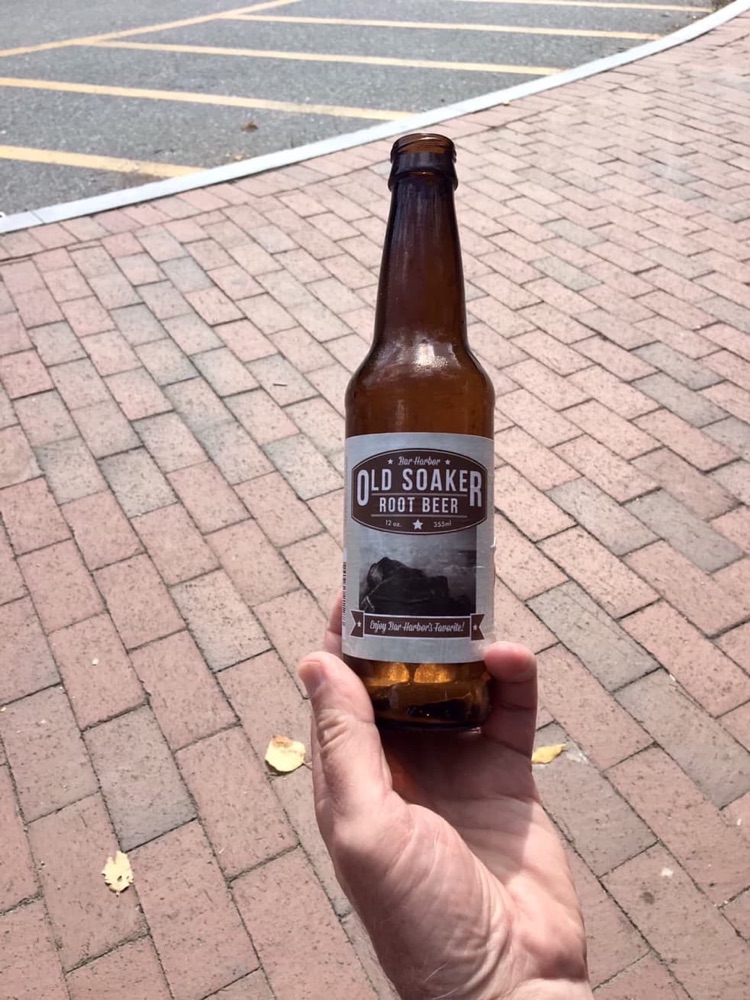 Bar Harbor
OLD SOAKER
ROOT BEER
12 oz. 355ml
Enjoy Bar Harbor's Favorite!